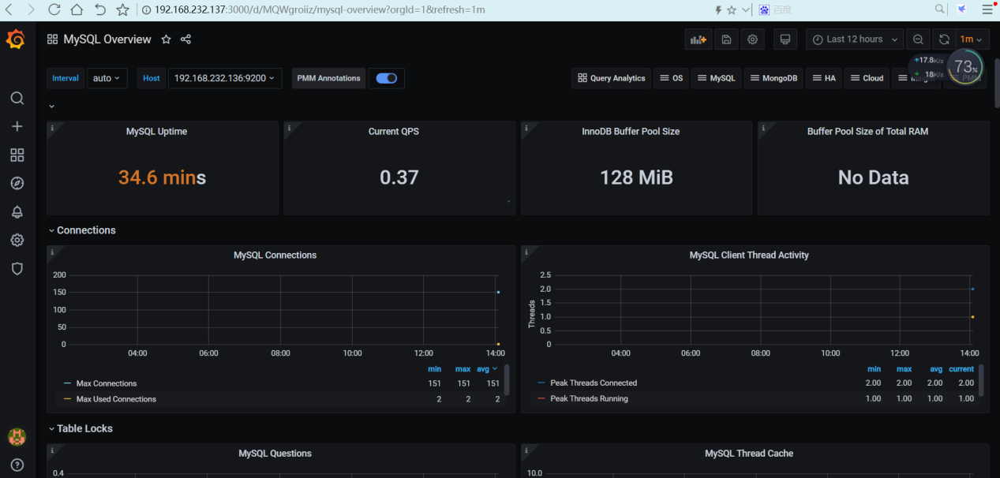 192.168.232.137:3000/d/MQWgroiiz/mysql-overview?orgId=1&refresh=1m
百度
MySQL Overview
Last 12 hours
1m
17.8K/s
18K/s
73%
Interval
auto
Host
192.168.232.136:9200
PMM Annotations
Query Analytics
OS
MySQL
MongoDB
HA
Cloud
PMM
MySQL Uptime
Current QPS
InnoDB Buffer Pool Size
Buffer Pool Size of Total RAM
34.6 mins
0.37
128 MiB
No Data
Connections
MySQL Connections
200
150
100
50
0
04:00 06:00 08:00 10:00 12:00 14:00
min max avg
Max Connections 151 151 151
Max Used Connections 2 2 2
MySQL Client Thread Activity
Threads
2.5
2.0
1.5
1.0
0.5
0
04:00 06:00 08:00 10:00 12:00 14:00
min max avg current
Peak Threads Connected 2.00 2.00 2.00 2.00
Peak Threads Running 1.00 1.00 1.00 1.00
Table Locks
MySQL Questions
0.4
MySQL Thread Cache
10.0